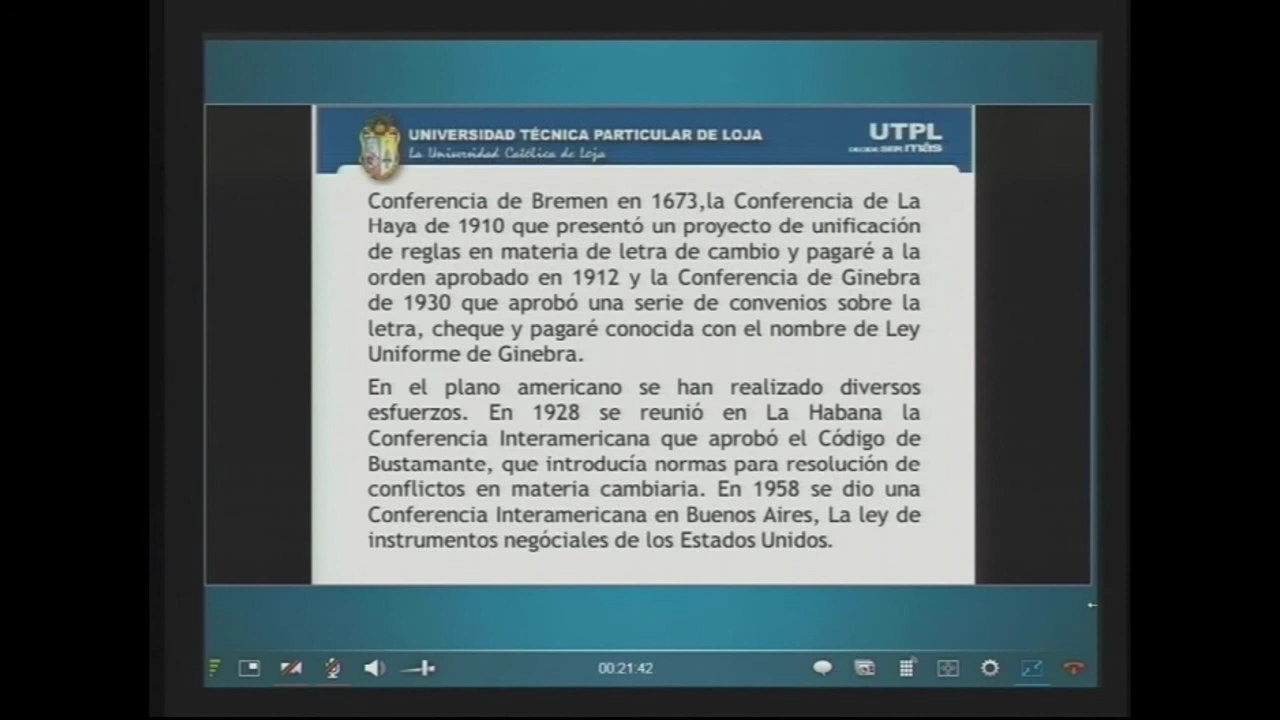 UNIVERSIDAD TÉCNICA PARTICULAR DE LOJA
La Universidad Católica de Loja
UTPL
DECIDE SER más
Conferencia de Bremen en 1673,la Conferencia de La
Haya de 1910 que presentó un proyecto de unificación
de reglas en materia de letra de cambio y pagaré a la
orden aprobado en 1912 y la Conferencia de Ginebra
de 1930 que aprobó una serie de convenios sobre la
letra, cheque y pagaré conocida con el nombre de Ley
Uniforme de Ginebra.
En el plano americano se han realizado diversos
esfuerzos. En 1928 se reunió en La Habana la
Conferencia Interamericana que aprobó el Código de
Bustamante, que introducía normas para resolución de
conflictos en materia cambiaria. En 1958 se dio una
Conferencia Interamericana en Buenos Aires, La ley de
instrumentos negóciales de los Estados Unidos.
00:21:42